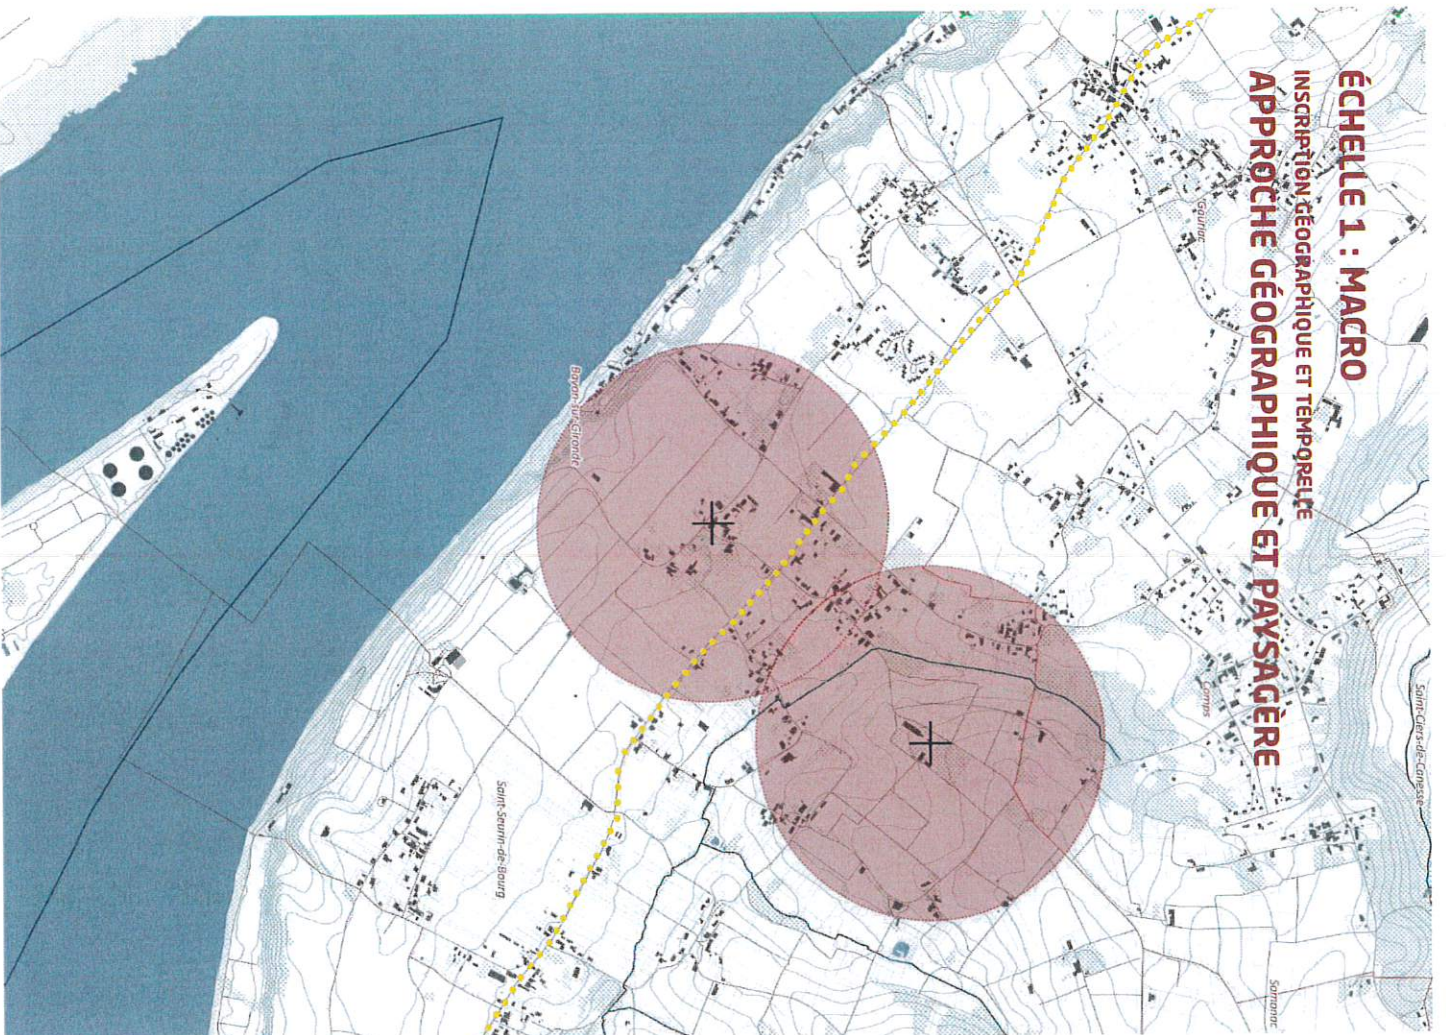 ÉCHELLE 1 : MACRO
INSCRIPTION GÉOGRAPHIQUE ET TEMPORELLE
APPROCHE GÉOGRAPHIQUE ET PAYSAGÈRE
Saint-Ciers-de-Canesse
Gauriac
Comps
Samonac
Bayon-sur-Gironde
Saint-Seurin-de-Bourg